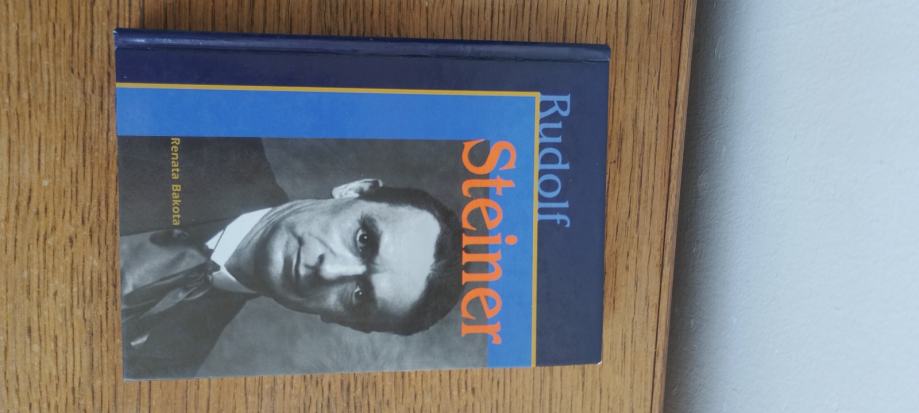 Rudolf
Steiner
Renata Bakota